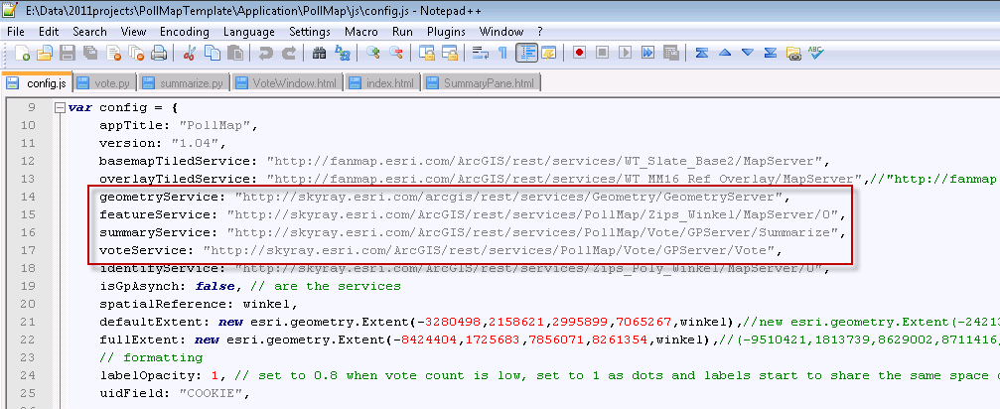 E:\Data\2011projects\PollMapTemplate\Application\PollMap\js\config.js - Notepad++
File Edit Search View Encoding Language Settings Macro Run Plugins Window ?
config.js vote.py summarize.py VoteWindow.html index.html SummaryPane.html
9 var config = {
10 appTitle: "PollMap",
11 version: "1.04",
12 basemapTiledService: "http://fanmap.esri.com/ArcGIS/rest/services/WT_Slate_Base2/MapServer",
13 overlayTiledService: "http://fanmap.esri.com/ArcGIS/rest/services/WT_MM16_Ref_Overlay/MapServer",//"http://fanmap
14 geometryService: "http://skyray.esri.com/arcgis/rest/services/Geometry/GeometryServer",
15 featureService: "http://skyray.esri.com/ArcGIS/rest/services/PollMap/Zips_Winkel/MapServer/0",
16 summaryService: "http://skyray.esri.com/ArcGIS/rest/services/PollMap/Vote/GPServer/Summarize",
17 voteService: "http://skyray.esri.com/ArcGIS/rest/services/PollMap/Vote/GPServer/Vote",
18 identifyService: "http://skyray.esri.com/ArcGIS/rest/services/Zips_Poly_Winkel/MapServer/0",
19 isGpAsynch: false, // are the services
20 spatialReference: winkel,
21 defaultExtent: new esri.geometry.Extent(-3280498,2158621,2995899,7065267,winkel),//new esri.geometry.Extent(-24213
22 fullExtent: new esri.geometry.Extent(-8424404,1725683,7856071,8261354,winkel),//(-9510421,1813739,8629002,8711416,
23 // formatting
24 labelOpacity: 1, // set to 0.8 when vote count is low, set to 1 as dots and labels start to share the same space
25 uidField: "COOKIE",